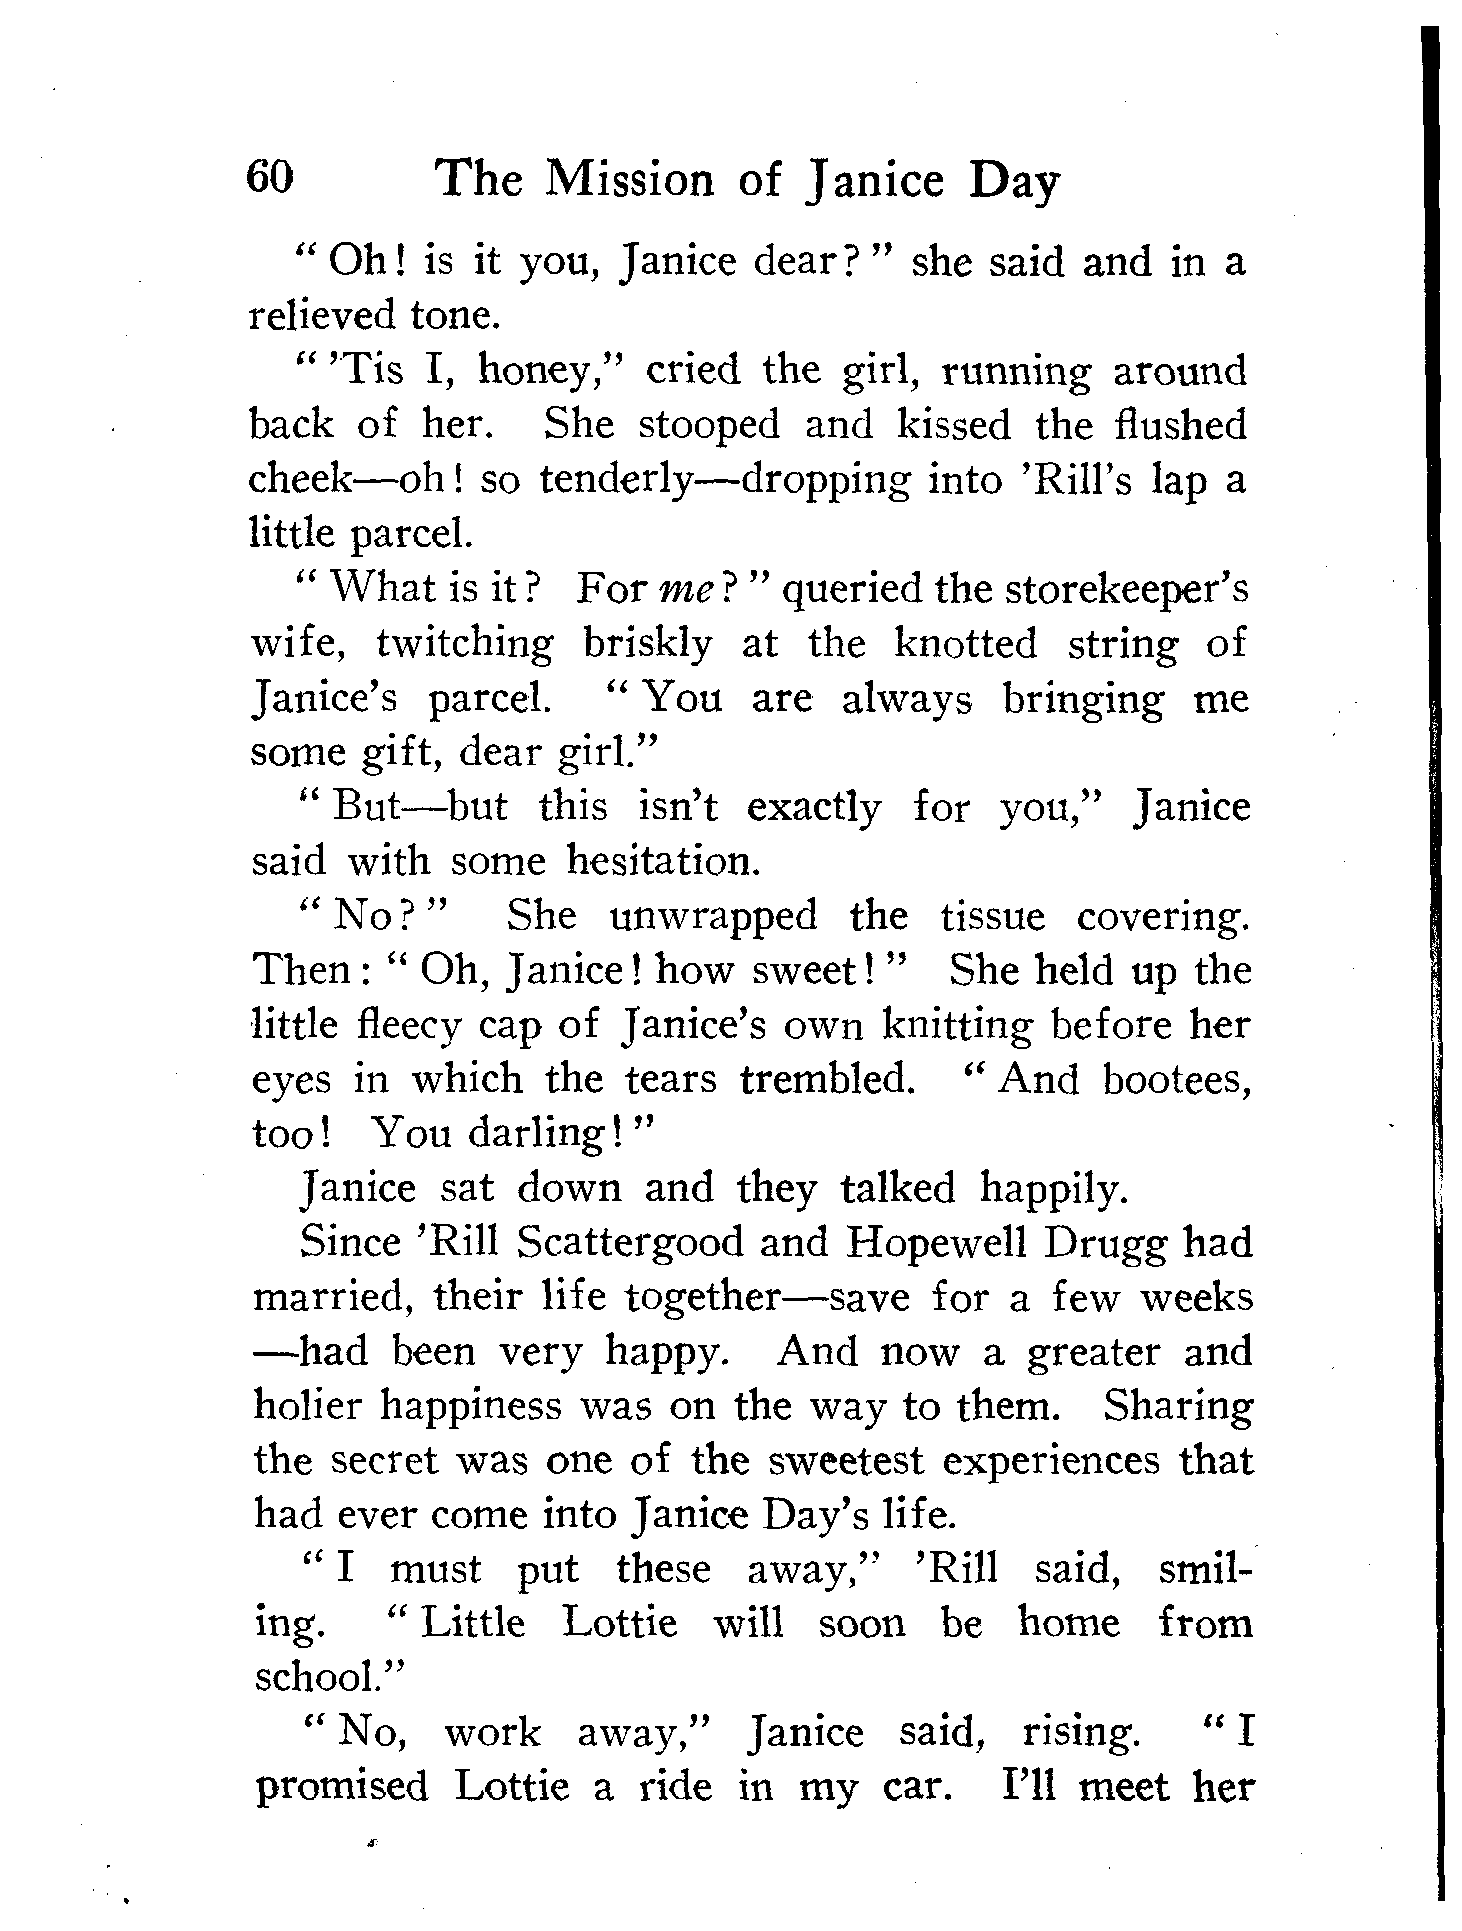 60 The Mission of Janice Day
“ Oh! is it you, Janice dear? ” she said and in a
relieved tone.
“ ’Tis I, honey,” cried the girl, running around
back of her. She stooped and kissed the flushed
cheek—oh! so tenderly—dropping into ’Rill’s lap a
little parcel.
“ What is it? For me? ” queried the storekeeper’s
wife, twitching briskly at the knotted string of
Janice’s parcel. “ You are always bringing me
some gift, dear girl.”
“ But—but this isn’t exactly for you,” Janice
said with some hesitation.
“ No? ” She unwrapped the tissue covering.
Then: “ Oh, Janice! how sweet! ” She held up the
little fleecy cap of Janice’s own knitting before her
eyes in which the tears trembled. “ And bootees,
too! You darling! ”
Janice sat down and they talked happily.
Since ’Rill Scattergood and Hopewell Drugg had
married, their life together—save for a few weeks
—had been very happy. And now a greater and
holier happiness was on the way to them. Sharing
the secret was one of the sweetest experiences that
had ever come into Janice Day’s life.
“ I must put these away,” ’Rill said, smil-
ing. “ Little Lottie will soon be home from
school.”
“ No, work away,” Janice said, rising. “ I
promised Lottie a ride in my car. I’ll meet her